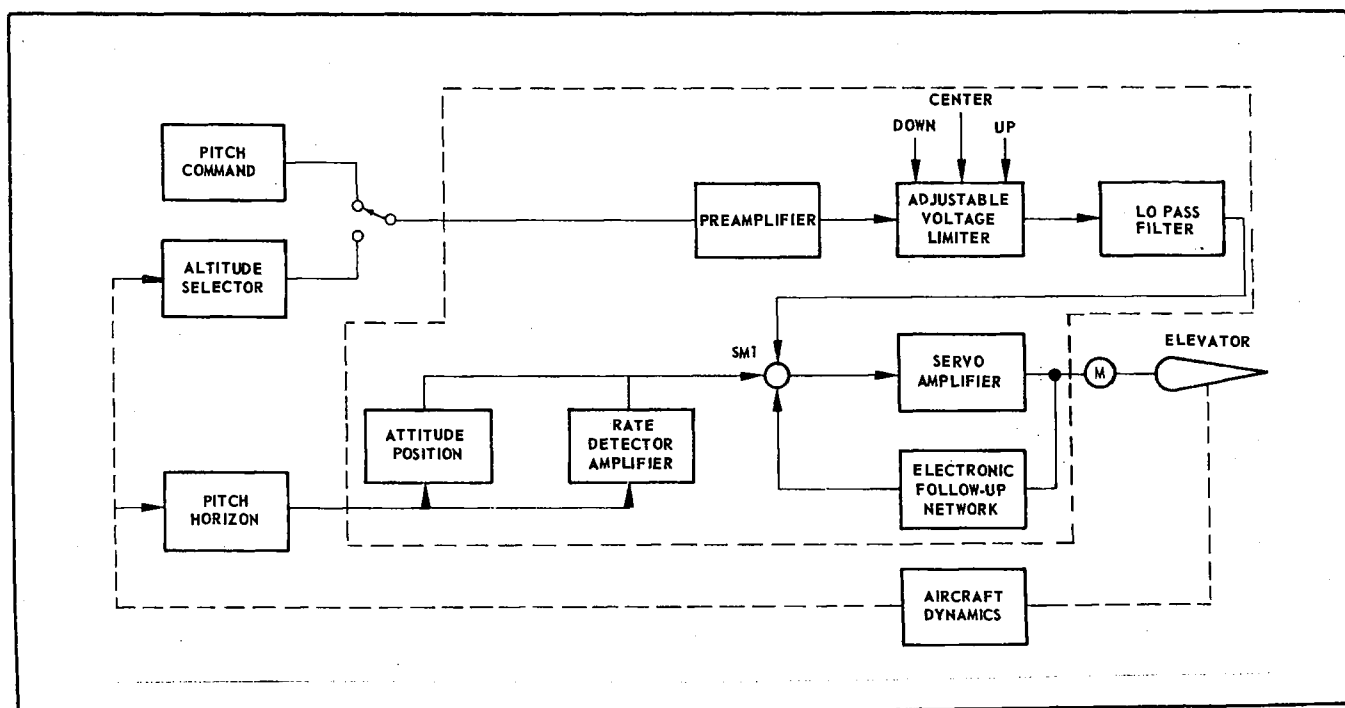 CENTER
DOWN
UP
PITCH
COMMAND
PREAMPLIFIER
ADJUSTABLE
VOLTAGE
LIMITER
LO PASS
FILTER
ALTITUDE
SELECTOR
SM1
SERVO
AMPLIFIER
M
ELEVATOR
ATTITUDE
POSITION
RATE
DETECTOR
AMPLIFIER
ELECTRONIC
FOLLOW-UP
NETWORK
PITCH
HORIZON
AIRCRAFT
DYNAMICS